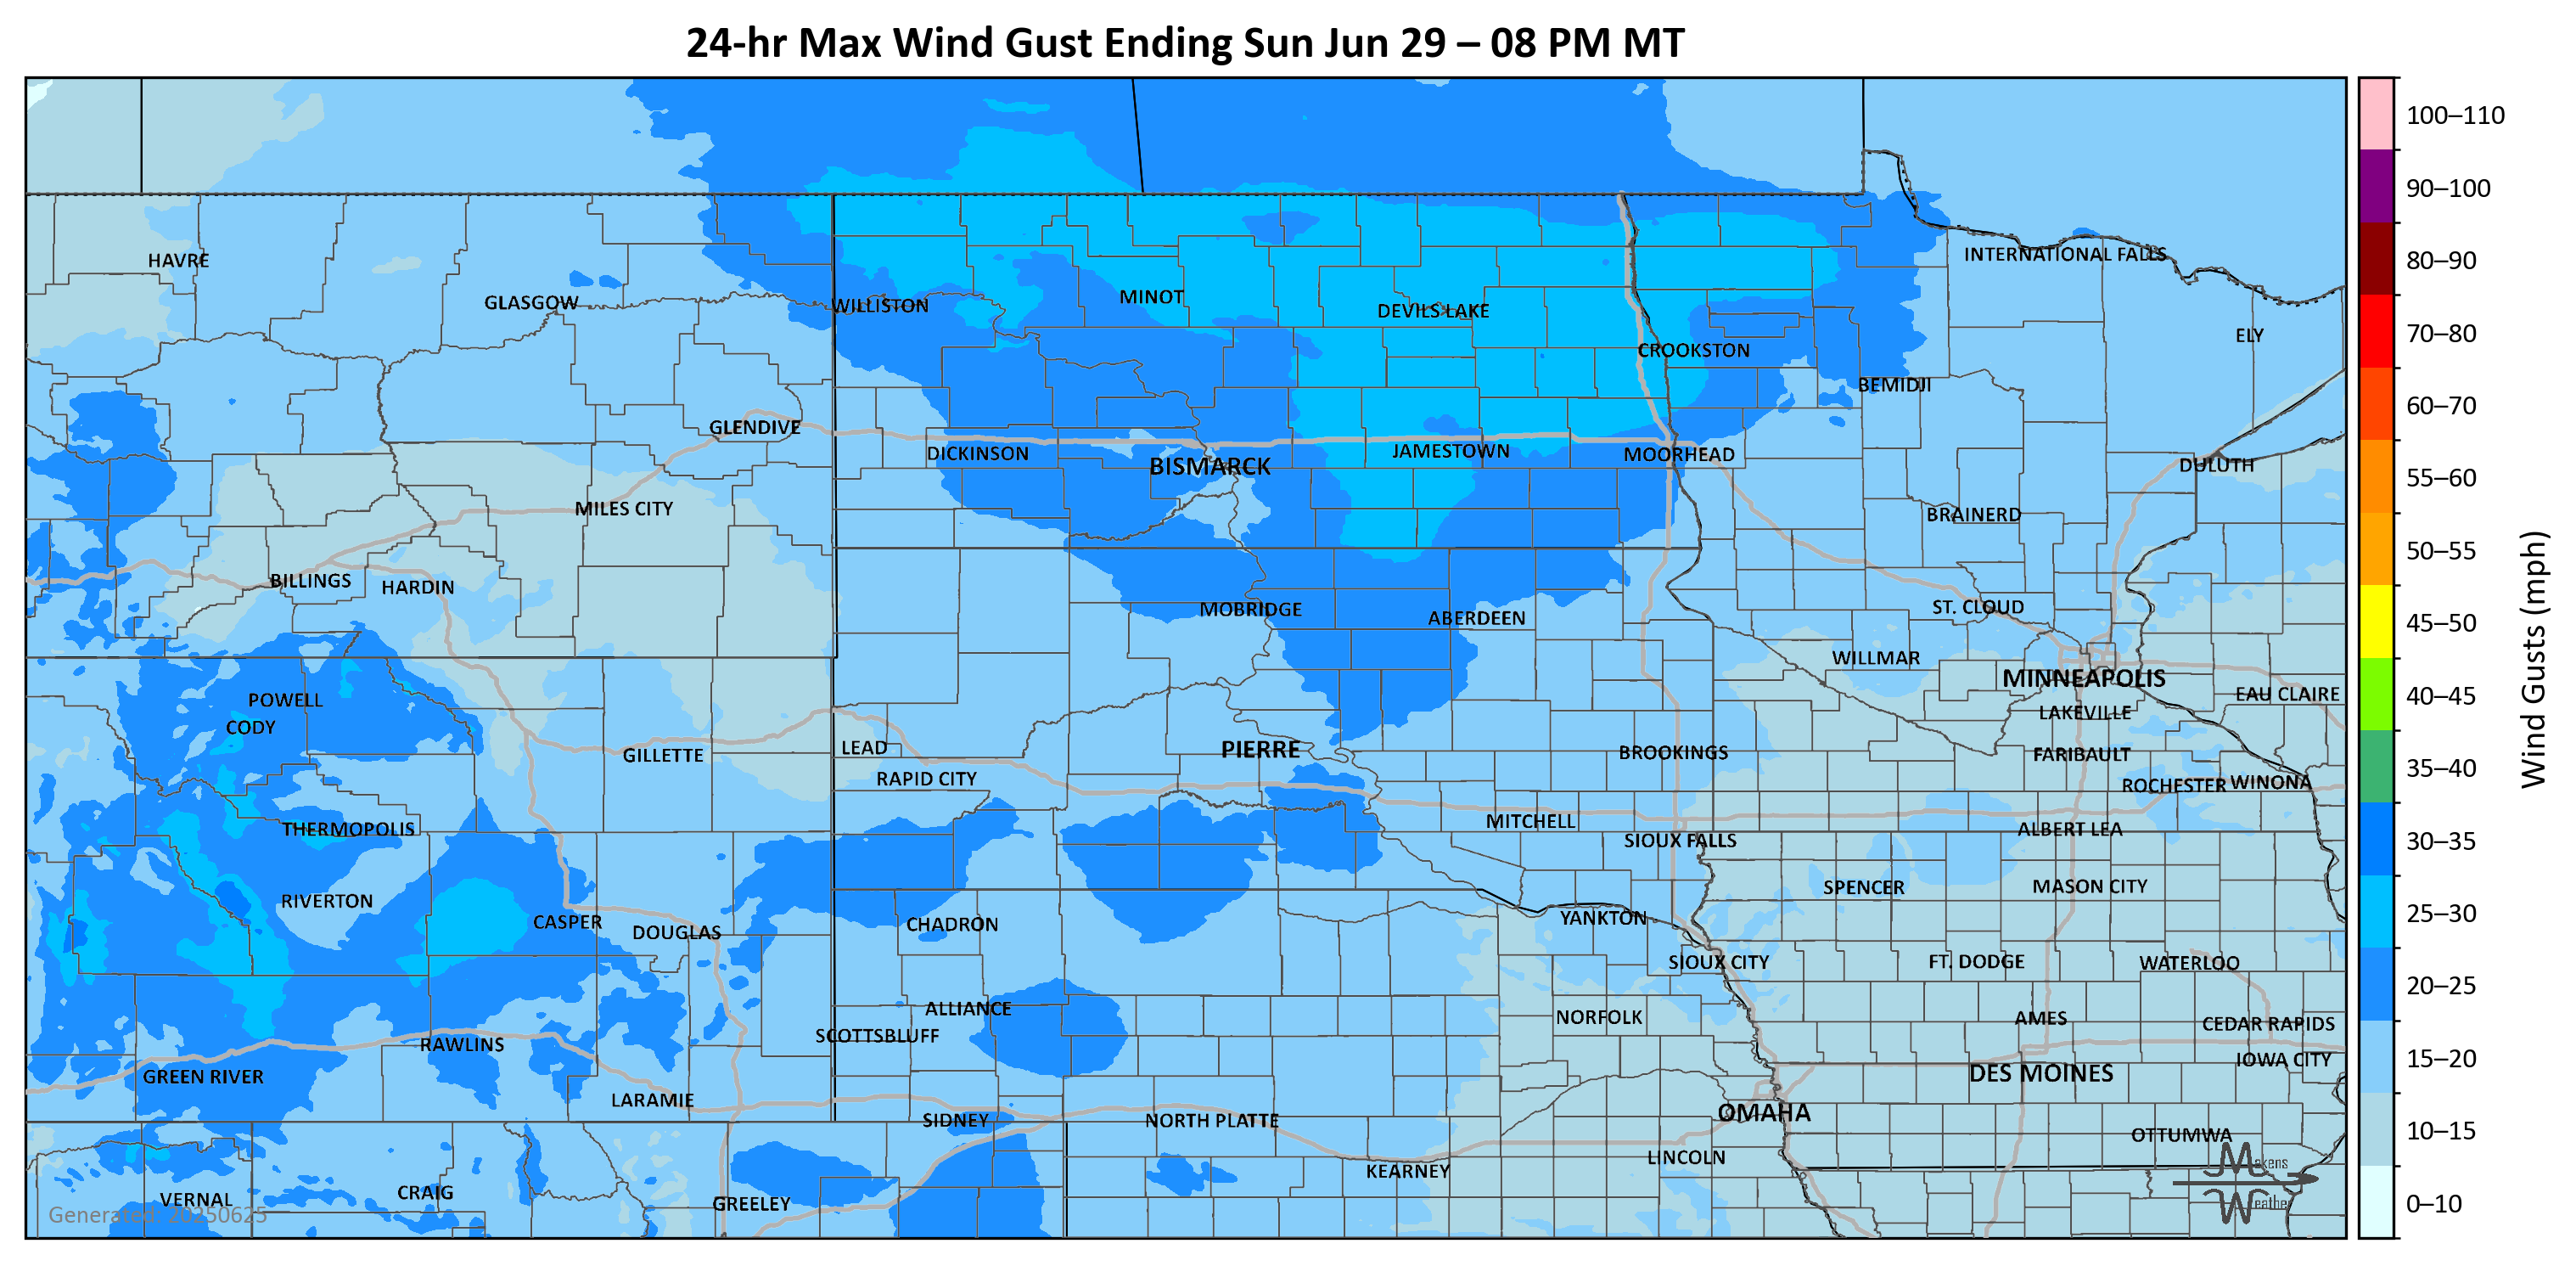 24-hr Max Wind Gust Ending Sun Jun 29 – 08 PM MT
100–110
90–100
80–90
70–80
60–70
55–60
50–55
45–50
40–45
35–40
30–35
25–30
20–25
15–20
10–15
0–10
Wind Gusts (mph)
HAVRE
INTERNATIONAL FALLS
GLASGOW
WILLISTON
MINOT
DEVILS LAKE
ELY
CROOKSTON
BEMIDJI
GLENDIVE
DICKINSON
BISMARCK
JAMESTOWN
MOORHEAD
DULUTH
MILES CITY
BRAINERD
BILLINGS
HARDIN
MOBRIDGE
ABERDEEN
ST. CLOUD
WILLMAR
MINNEAPOLIS
POWELL
EAU CLAIRE
CODY
LAKEVILLE
GILLETTE
LEAD
PIERRE
BROOKINGS
FARIBAULT
RAPID CITY
ROCHESTER
WINONA
THERMOPOLIS
MITCHELL
SIOUX FALLS
ALBERT LEA
RIVERTON
SPENCER
MASON CITY
CASPER
DOUGLAS
CHADRON
YANKTON
SIOUX CITY
FT. DODGE
WATERLOO
ALLIANCE
NORFOLK
AMES
CEDAR RAPIDS
SCOTTSBLUFF
RAWLINS
IOWA CITY
GREEN RIVER
DES MOINES
LARAMIE
OMAHA
SIDNEY
NORTH PLATTE
OTTUMWA
KEARNEY
LINCOLN
VERNAL
CRAIG
GREELEY
Generated: 20250625
Makens
Weather